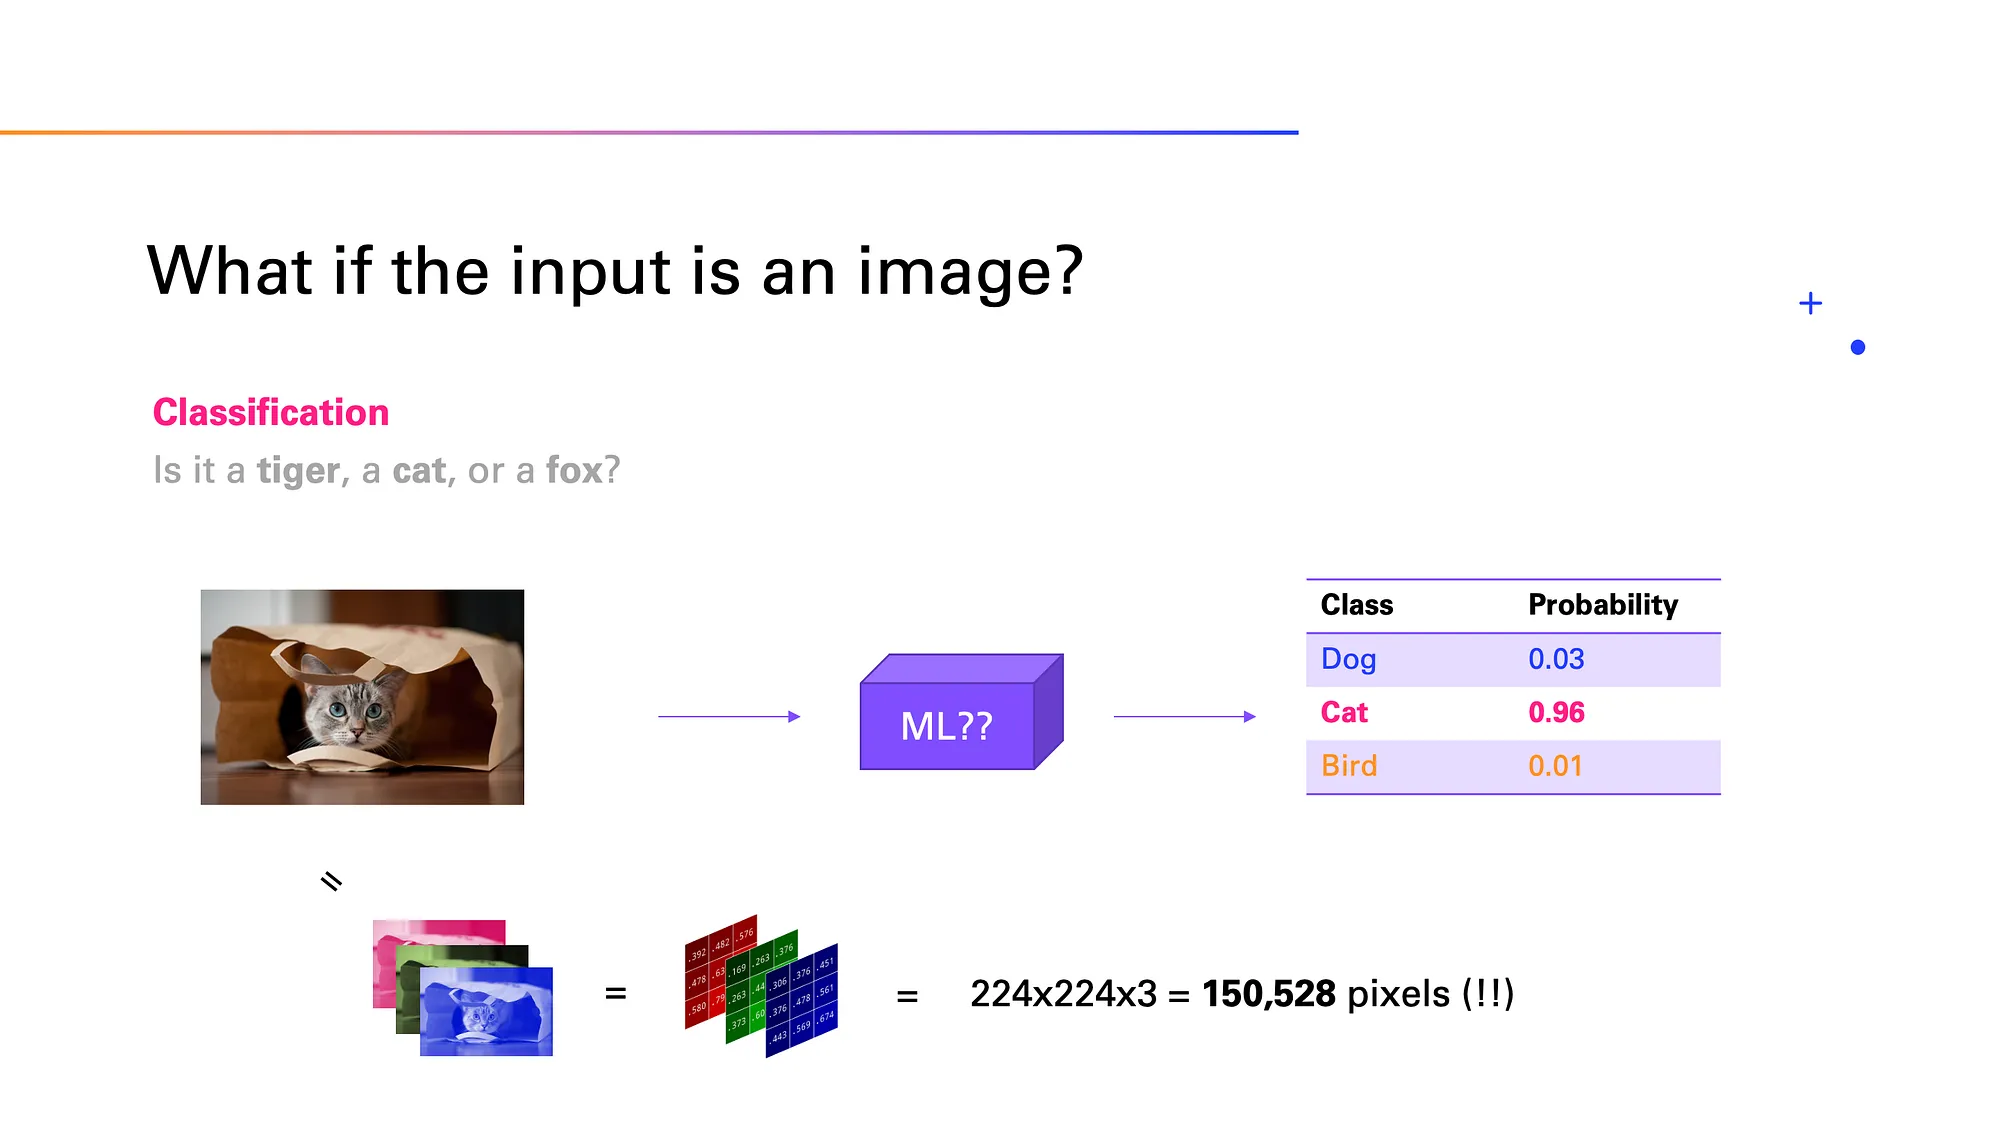 What if the input is an image?
Classification
Is it a tiger, a cat, or a fox?
ML??
Class Probability
Dog 0.03
Cat 0.96
Bird 0.01
=
=
.392 .482 .576
.478 .63
.580 .79
.169 .263 .376
.263 .44
.373 .60
.306 .376 .451
.376 .478 .561
.443 .569 .674
=
224x224x3 = 150,528 pixels (!!)